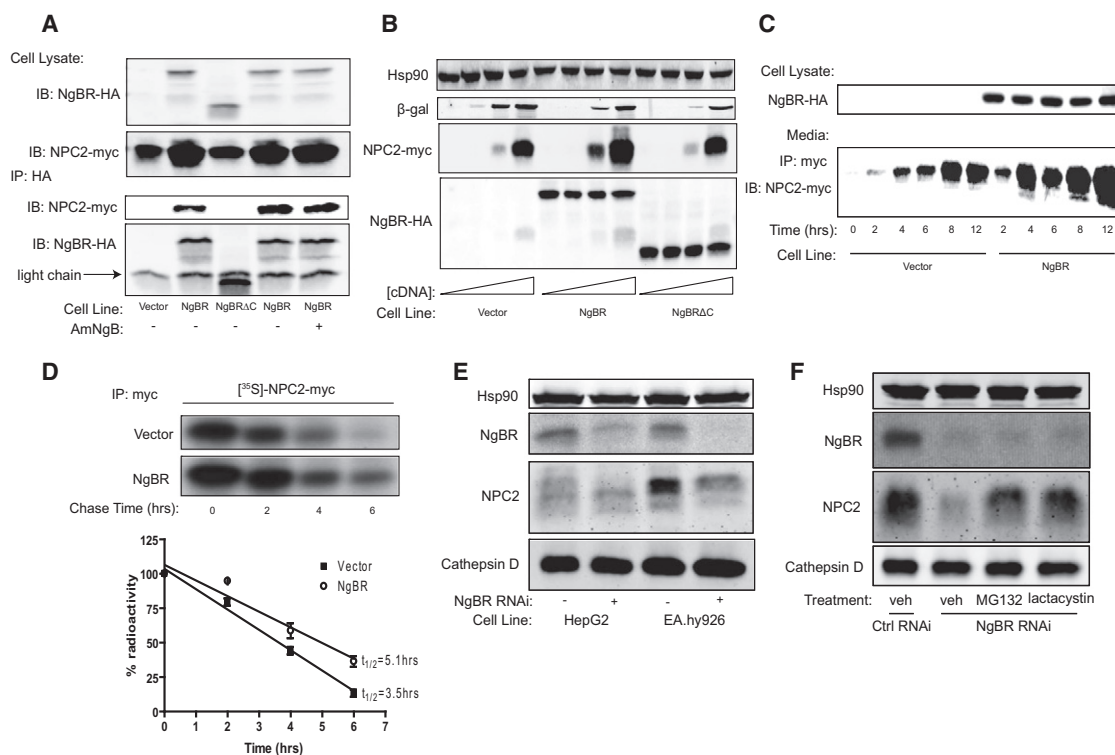 A
Cell Lysate:
IB: NgBR-HA
IB: NPC2-myc
IP: HA
IB: NPC2-myc
IB: NgBR-HA
light chain
Cell Line: Vector NgBR NgBRΔC NgBR NgBR
AmNgB: - - - - +
B
Hsp90
β-gal
NPC2-myc
NgBR-HA
[cDNA]:
Cell Line: Vector NgBR NgBRΔC
C
Cell Lysate:
NgBR-HA
Media:
IP: myc
IB: NPC2-myc
Time (hrs): 0 2 4 6 8 12 2 4 6 8 12
Cell Line: Vector NgBR
D
IP: myc [³⁵S]-NPC2-myc
Vector
NgBR
Chase Time (hrs): 0 2 4 6
125
100
75
50
25
0
% radioactivity
Vector
NgBR
t1/2=5.1hrs
t1/2=3.5hrs
0 1 2 3 4 5 6 7
Time (hrs)
E
Hsp90
NgBR
NPC2
Cathepsin D
NgBR RNAi: - + - +
Cell Line: HepG2 EA.hy926
F
Hsp90
NgBR
NPC2
Cathepsin D
Treatment: veh veh MG132 lactacystin
Ctrl RNAi NgBR RNAi